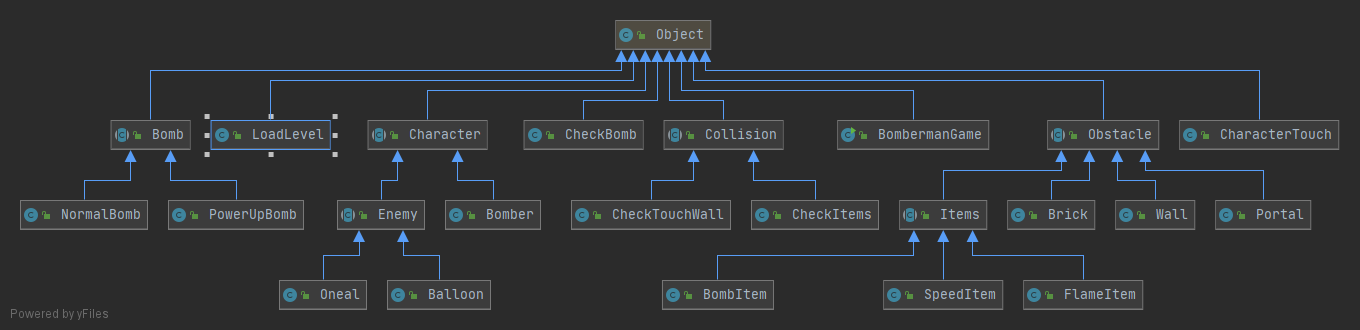 Object
Bomb LoadLevel Character CheckBomb Collision BombermanGame Obstacle CharacterTouch
NormalBomb PowerUpBomb Enemy Bomber CheckTouchWall CheckItems Items Brick Wall Portal
Oneal Balloon BombItem SpeedItem FlameItem
Powered by yFiles